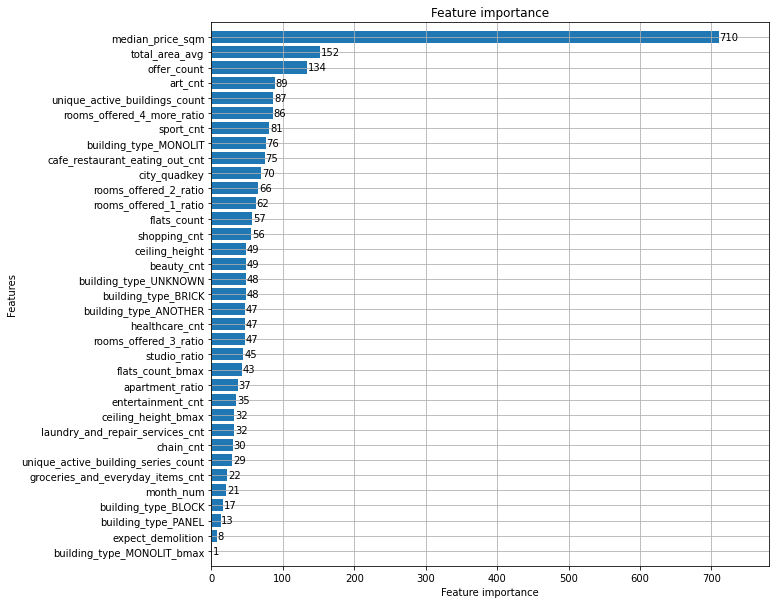 Feature importance
median_price_sqm 710
total_area_avg 152
offer_count 134
art_cnt 89
unique_active_buildings_count 87
rooms_offered_4_more_ratio 86
sport_cnt 81
building_type_MONOLIT 76
cafe_restaurant_eating_out_cnt 75
city_quadkey 70
rooms_offered_2_ratio 66
rooms_offered_1_ratio 62
flats_count 57
shopping_cnt 56
ceiling_height 49
beauty_cnt 49
building_type_UNKNOWN 48
building_type_BRICK 48
building_type_ANOTHER 47
healthcare_cnt 47
rooms_offered_3_ratio 47
studio_ratio 45
flats_count_bmax 43
apartment_ratio 37
entertainment_cnt 35
ceiling_height_bmax 32
laundry_and_repair_services_cnt 32
chain_cnt 30
unique_active_building_series_count 29
groceries_and_everyday_items_cnt 22
month_num 21
building_type_BLOCK 17
building_type_PANEL 13
expect_demolition 8
building_type_MONOLIT_bmax 1
Features
0 100 200 300 400 500 600 700
Feature importance